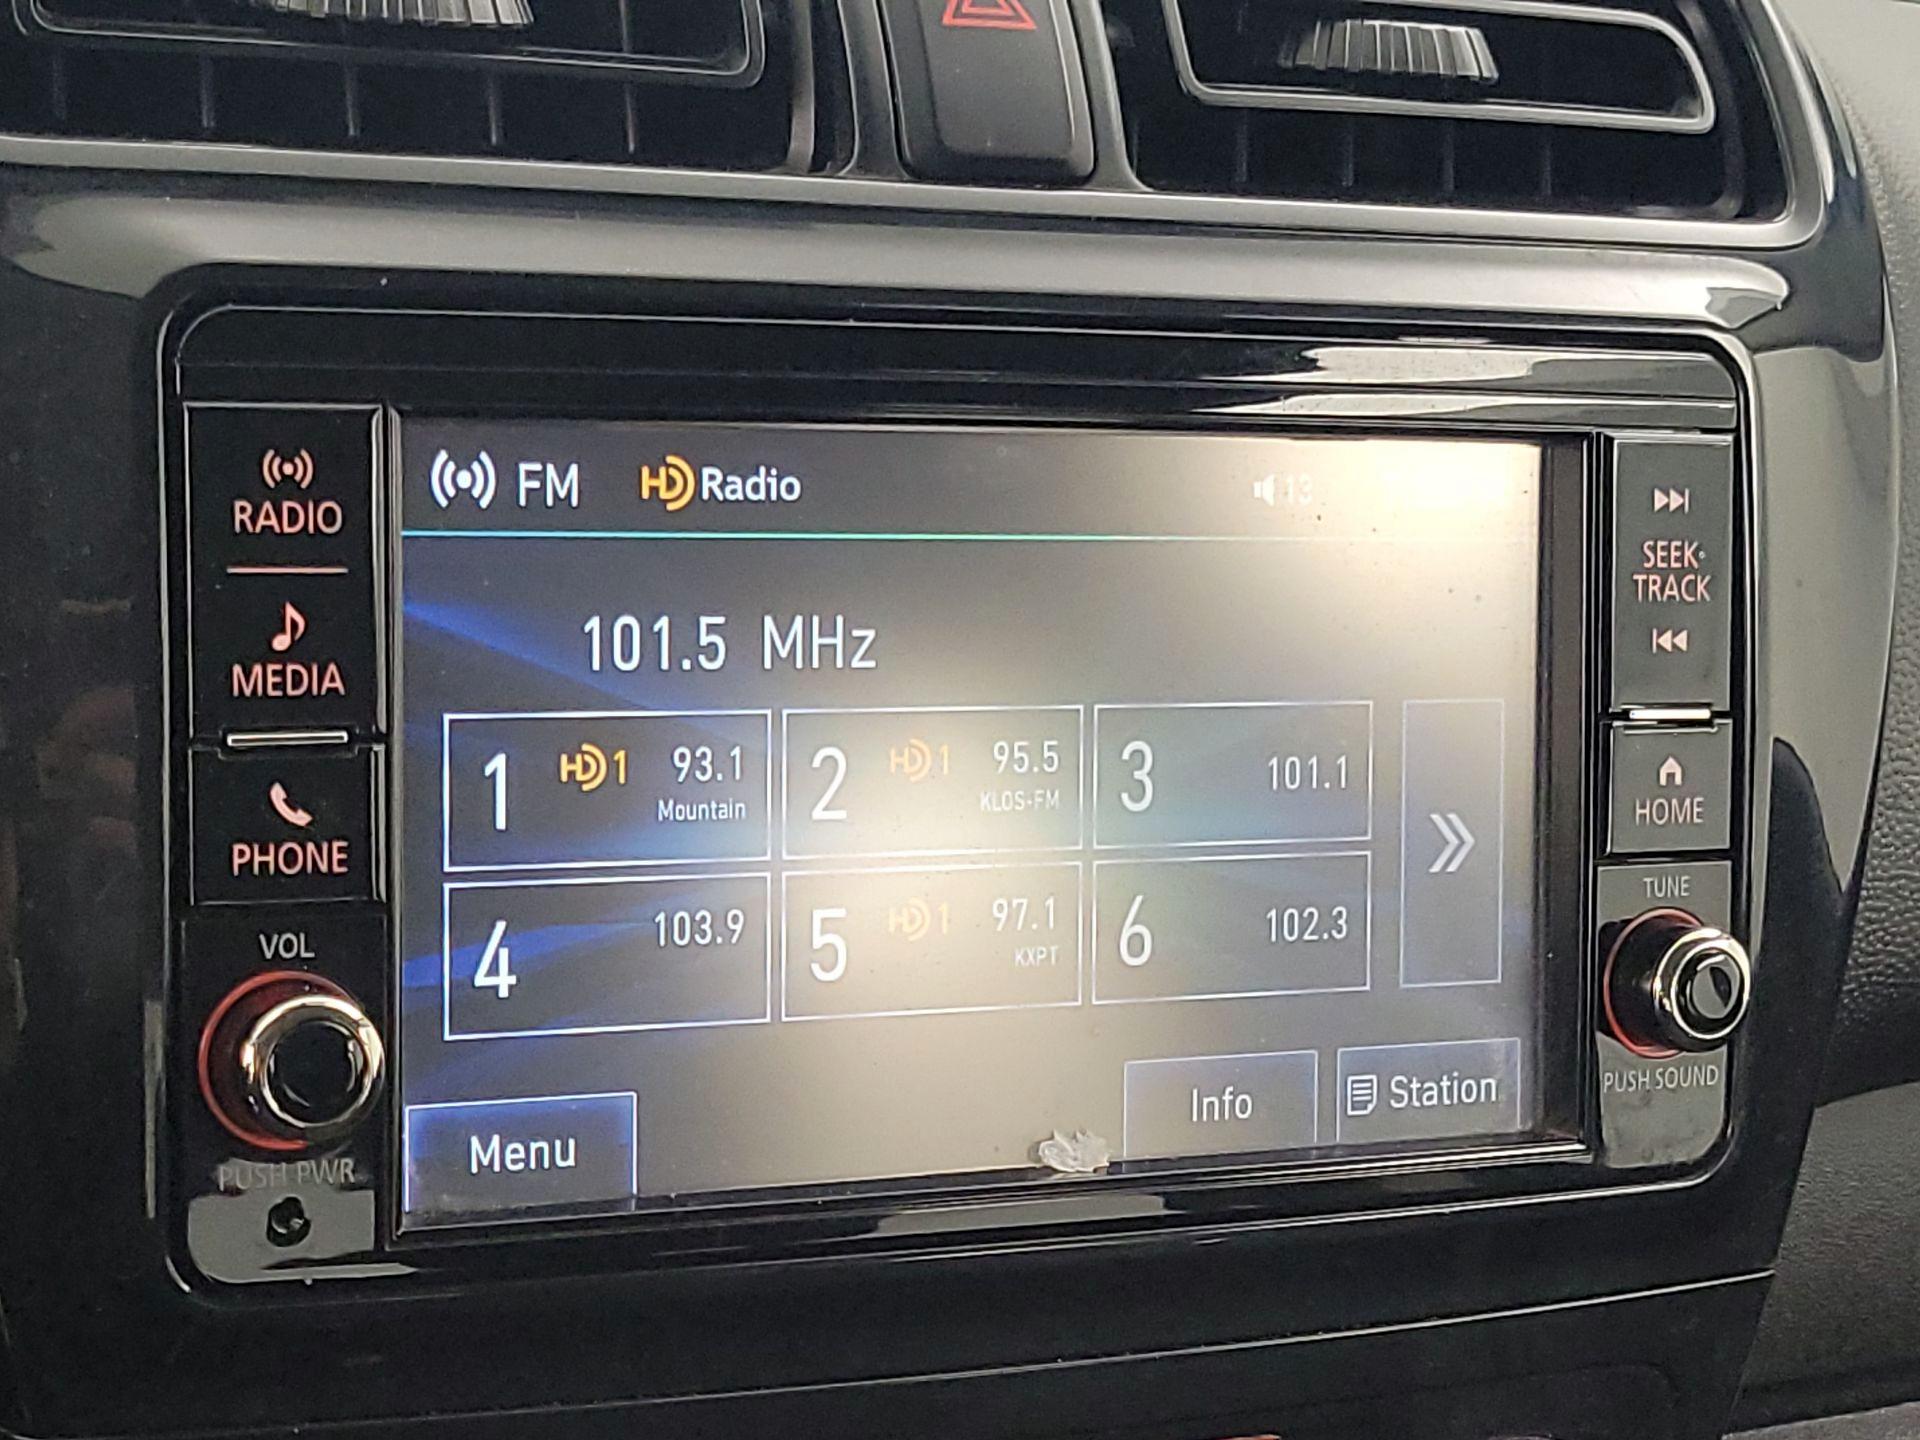 RADIO
MEDIA
PHONE
VOL
PUSH PWR
FM HD Radio 13
101.5 MHz
1 HD1 93.1
Mountain
2 HD1 95.5
KLOS-FM
3 101.1
4 103.9
5 HD1 97.1
KXPT
6 102.3
Menu
Info
Station
SEEK·
TRACK
HOME
TUNE
PUSH SOUND